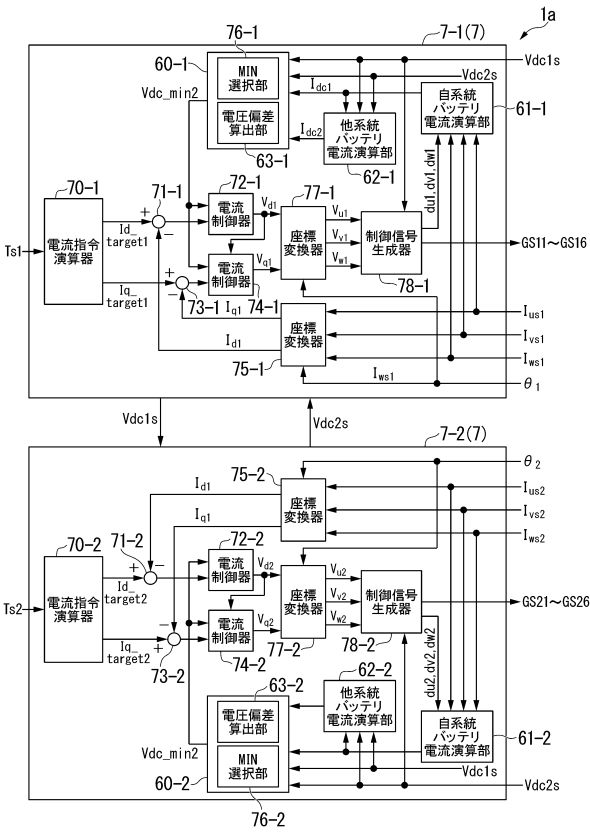 1a
7-1(7)
76-1
60-1
Vdc1s
MIN
選択部
Vdc2s
Vdc_min2
Idc1
電圧偏差
算出部
Idc2
他系統
バッテリ
電流演算部
自系統
バッテリ
電流演算部
61-1
63-1
62-1
70-1
72-1
77-1
du1,dv1,dw1
71-1
Id_
target1
電流
制御器
Vd1
Vu1
Ts1
電流指令
演算器
座標
変換器
Vv1
制御信号
生成器
GS11～GS16
電流
制御器
Vq1
Vw1
Iq_
target1
73-1
74-1
78-1
Iq1
Ius1
座標
変換器
Ivs1
Id1
Iws1
75-1
Iws1
θ1
Vdc1s
Vdc2s
7-2(7)
θ2
75-2
Id1
座標
変換器
Ius2
Ivs2
Iq1
Iws2
70-2
71-2
72-2
電流
制御器
Vd2
Vu2
Id_
target2
Ts2
電流指令
演算器
座標
変換器
Vv2
制御信号
生成器
GS21～GS26
電流
制御器
Vq2
Vw2
Iq_
target2
73-2
74-2
77-2
78-2
du2,dv2,dw2
63-2
62-2
電圧偏差
算出部
他系統
バッテリ
電流演算部
自系統
バッテリ
電流演算部
61-2
Vdc_min2
MIN
選択部
Vdc1s
60-2
Vdc2s
76-2